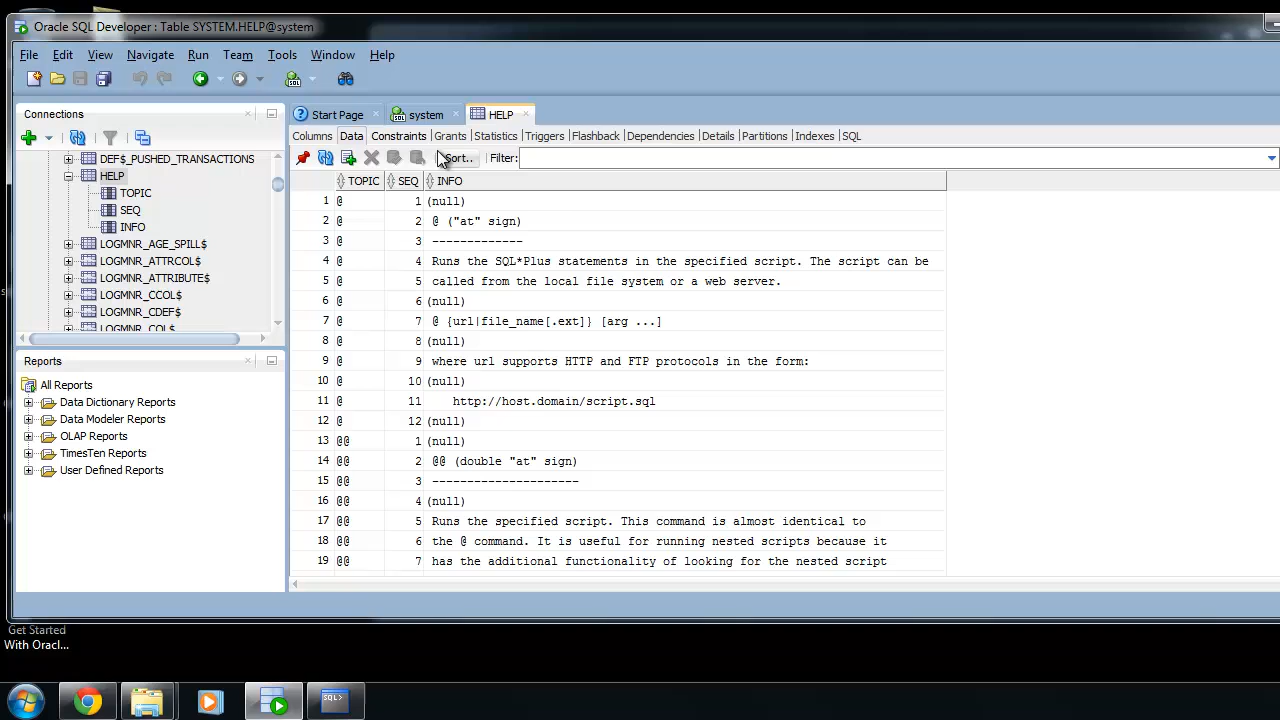 Oracle SQL Developer : Table SYSTEM.HELP@system
File Edit View Navigate Run Team Tools Window Help
Connections
DEF$_PUSHED_TRANSACTIONS
HELP
TOPIC
SEQ
INFO
LOGMNR_AGE_SPILL$
LOGMNR_ATTRCOL$
LOGMNR_ATTRIBUTE$
LOGMNR_CCOL$
LOGMNR_CDEF$
LOGMNR_COL$
Reports
All Reports
Data Dictionary Reports
Data Modeler Reports
OLAP Reports
TimesTen Reports
User Defined Reports
Start Page system HELP
Columns Data Constraints Grants Statistics Triggers Flashback Dependencies Details Partitions Indexes SQL
Sort.. Filter:
TOPIC SEQ INFO
1 @ 1 (null)
2 @ 2 @ ("at" sign)
3 @ 3 -------------
4 @ 4 Runs the SQL*Plus statements in the specified script. The script can be
5 @ 5 called from the local file system or a web server.
6 @ 6 (null)
7 @ 7 @ {url|file_name[.ext]} [arg ...]
8 @ 8 (null)
9 @ 9 where url supports HTTP and FTP protocols in the form:
10 @ 10 (null)
11 @ 11 http://host.domain/script.sql
12 @ 12 (null)
13 @@ 1 (null)
14 @@ 2 @@ (double "at" sign)
15 @@ 3 ---------------------
16 @@ 4 (null)
17 @@ 5 Runs the specified script. This command is almost identical to
18 @@ 6 the @ command. It is useful for running nested scripts because it
19 @@ 7 has the additional functionality of looking for the nested script
Get Started
With Oracl...
SQL>